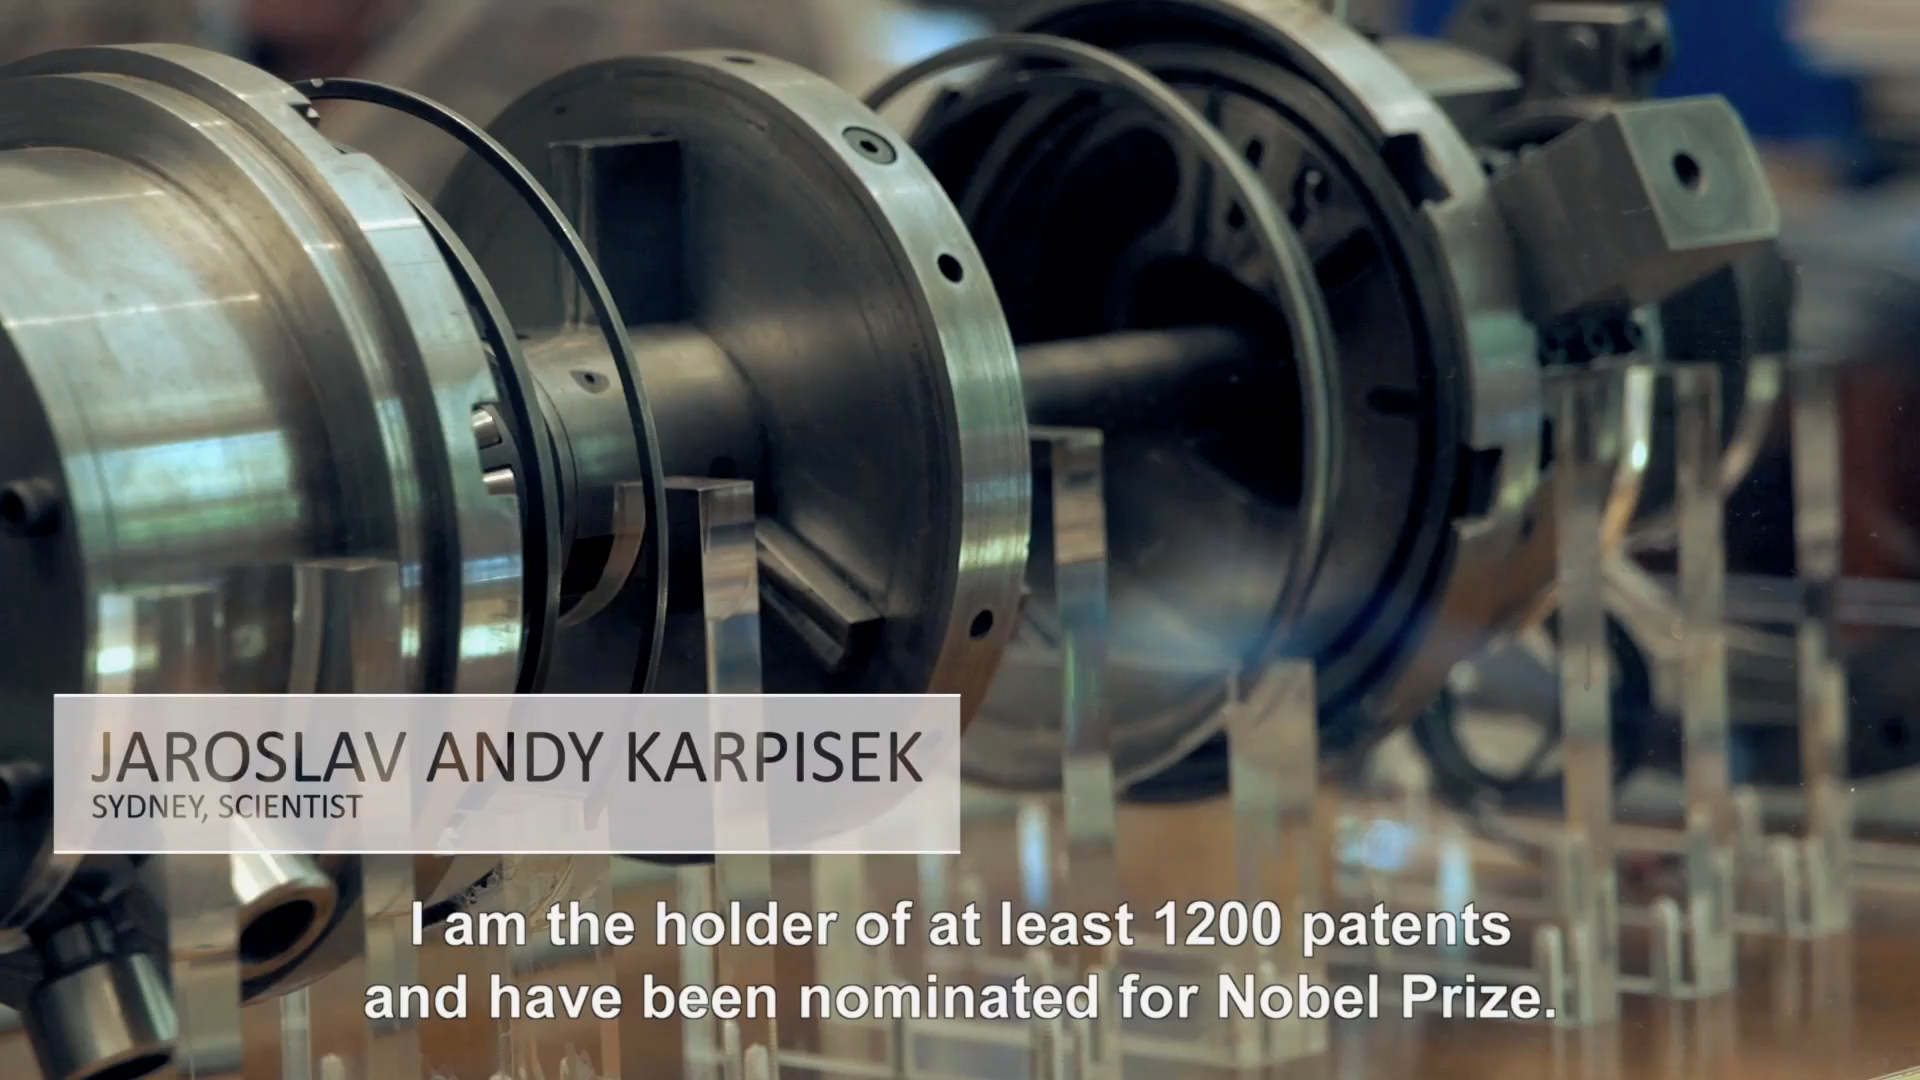 JAROSLAV ANDY KARPISEK
SYDNEY, SCIENTIST
I am the holder of at least 1200 patents
and have been nominated for Nobel Prize.